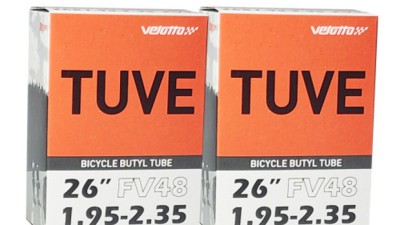 velotto
TUVE
BICYCLE BUTYL TUBE
26” FV48
1.95-2.35
velotto
TUVE
BICYCLE BUTYL TUBE
26” FV48
1.95-2.35